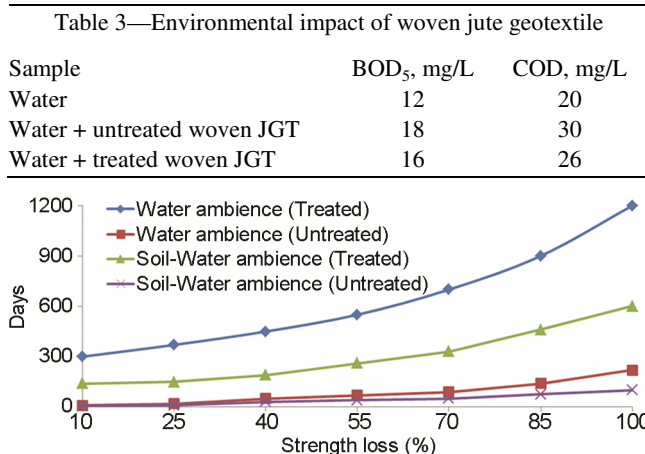 Table 3—Environmental impact of woven jute geotextile
Sample BOD₅, mg/L COD, mg/L
Water 12 20
Water + untreated woven JGT 18 30
Water + treated woven JGT 16 26
1200
900
600
300
0
Days
Water ambience (Treated)
Water ambience (Untreated)
Soil-Water ambience (Treated)
Soil-Water ambience (Untreated)
10 25 40 55 70 85 100
Strength loss (%)